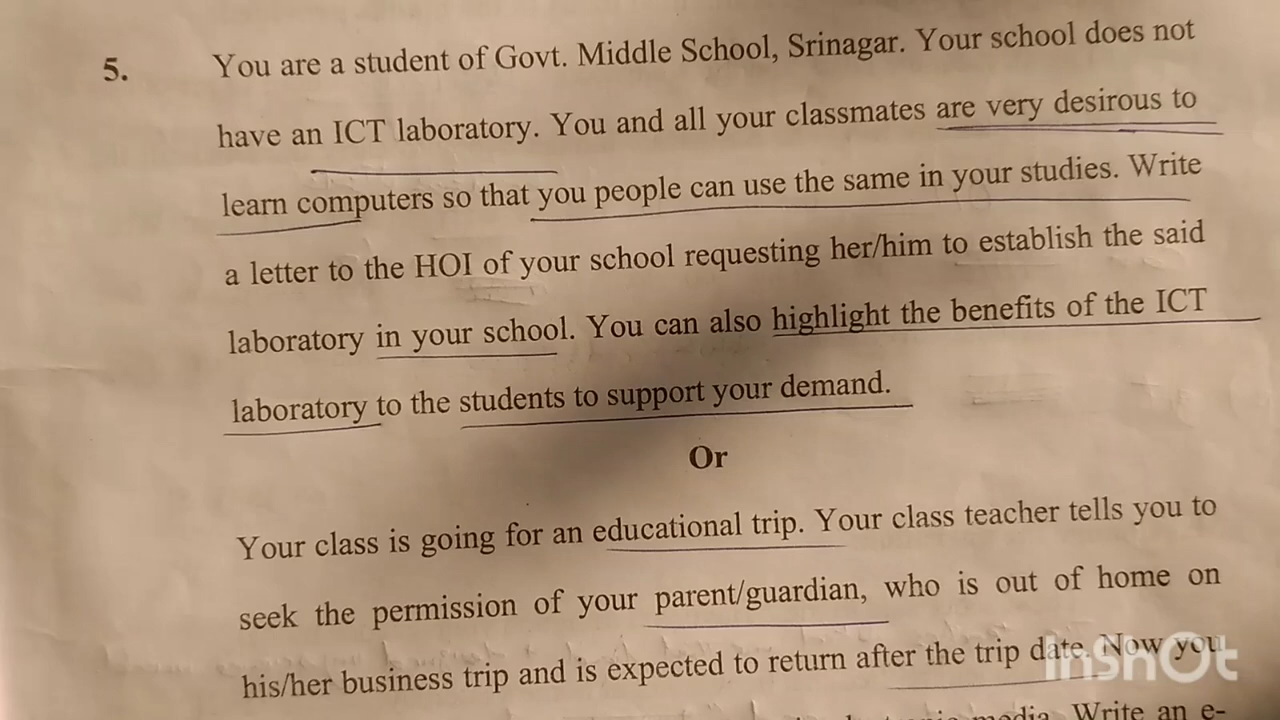 5. You are a student of Govt. Middle School, Srinagar. Your school does not
have an ICT laboratory. You and all your classmates are very desirous to
learn computers so that you people can use the same in your studies. Write
a letter to the HOI of your school requesting her/him to establish the said
laboratory in your school. You can also highlight the benefits of the ICT
laboratory to the students to support your demand.
Or
Your class is going for an educational trip. Your class teacher tells you to
seek the permission of your parent/guardian, who is out of home on
his/her business trip and is expected to return after the trip date. Now you
media. Write an e-
InShOt